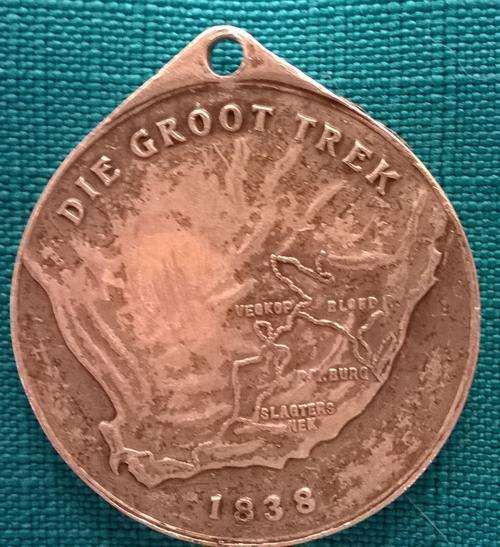 DIE GROOT TREK
VEGKOP BLOED
BURG
SLAGTERS
NEK
1838